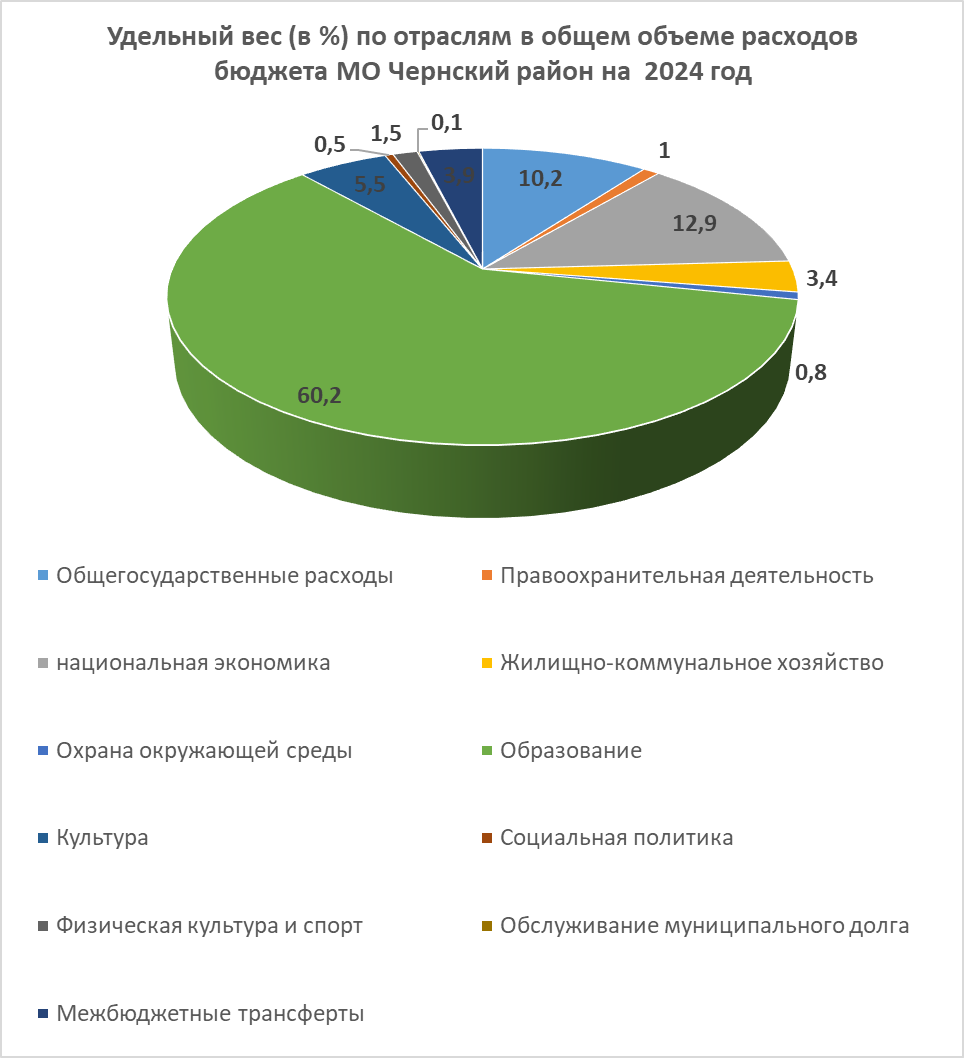 Удельный вес (в %) по отраслям в общем объеме расходов
бюджета МО Чернский район на 2024 год
0,5
1,5
0,1
5,5
3,9
10,2
1
12,9
3,4
0,8
60,2
Общегосударственные расходы
Правоохранительная деятельность
национальная экономика
Жилищно-коммунальное хозяйство
Охрана окружающей среды
Образование
Культура
Социальная политика
Физическая культура и спорт
Обслуживание муниципального долга
Межбюджетные трансферты